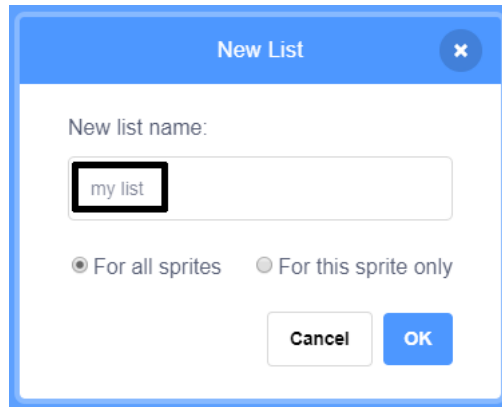 New List
New list name:
my list
For all sprites For this sprite only
Cancel OK